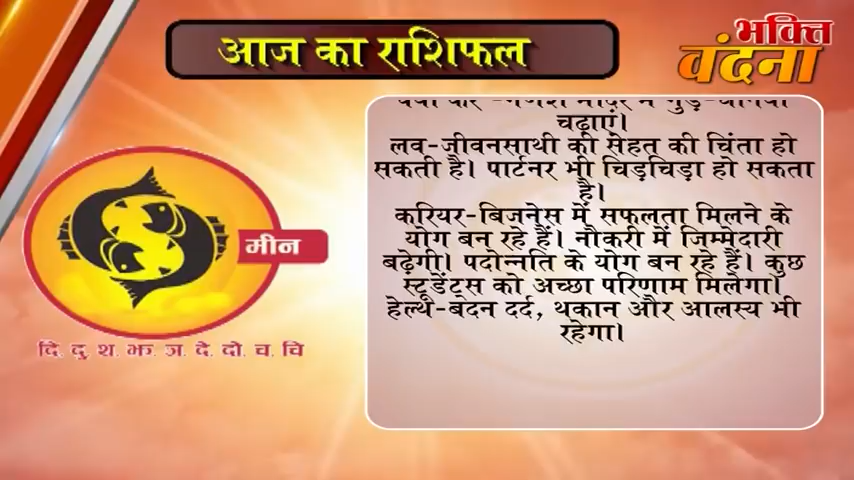 आज का राशिफल
भक्ति
वंदना
चढ़ाएं।
लव-जीवनसाथी की सेहत की चिंता हो
सकती है। पार्टनर भी चिड़चिड़ा हो सकता
है।
करियर-बिजनेस में सफलता मिलने के
योग बन रहे हैं। नौकरी में जिम्मेदारी
बढ़ेगी। पदोन्नति के योग बन रहे हैं। कुछ
स्टूडेंट्स को अच्छा परिणाम मिलेगा।
हेल्थ-बदन दर्द, थकान और आलस्य भी
रहेगा।
मीन
दि. दु. श. झ. ञ. दे. दो. च. चि